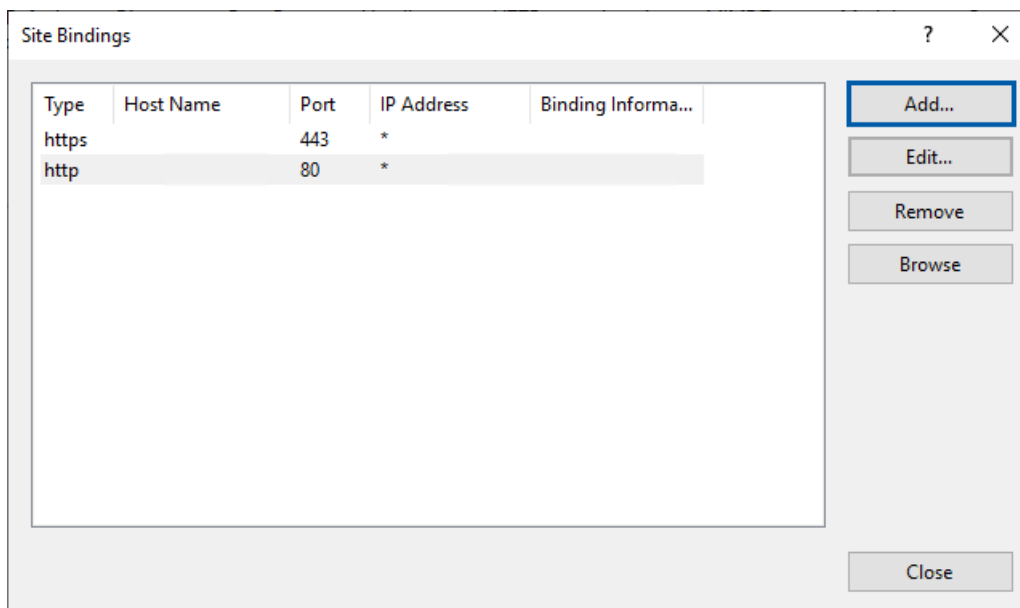 Site Bindings ?
Type Host Name Port IP Address Binding Informa...
https 443 *
http 80 *
Add...
Edit...
Remove
Browse
Close